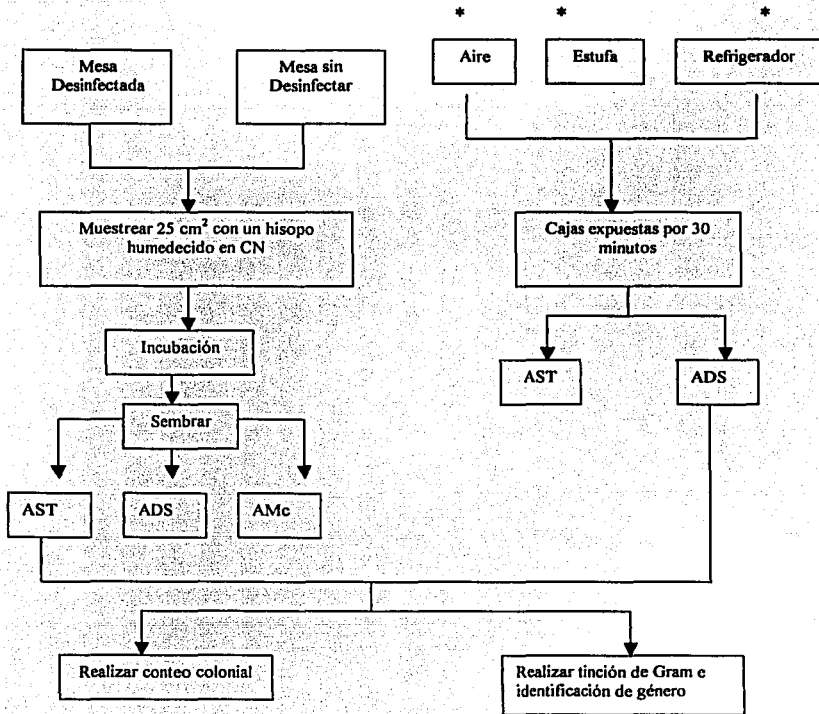 * * *
Mesa
Desinfectada
Mesa sin
Desinfectar
Aire
Estufa
Refrigerador
Muestrear 25 cm² con un hisopo
humedecido en CN
Cajas expuestas por 30
minutos
Incubación
Sembrar
AST
ADS
AST
ADS
AMc
Realizar conteo colonial
Realizar tinción de Gram e
identificación de género